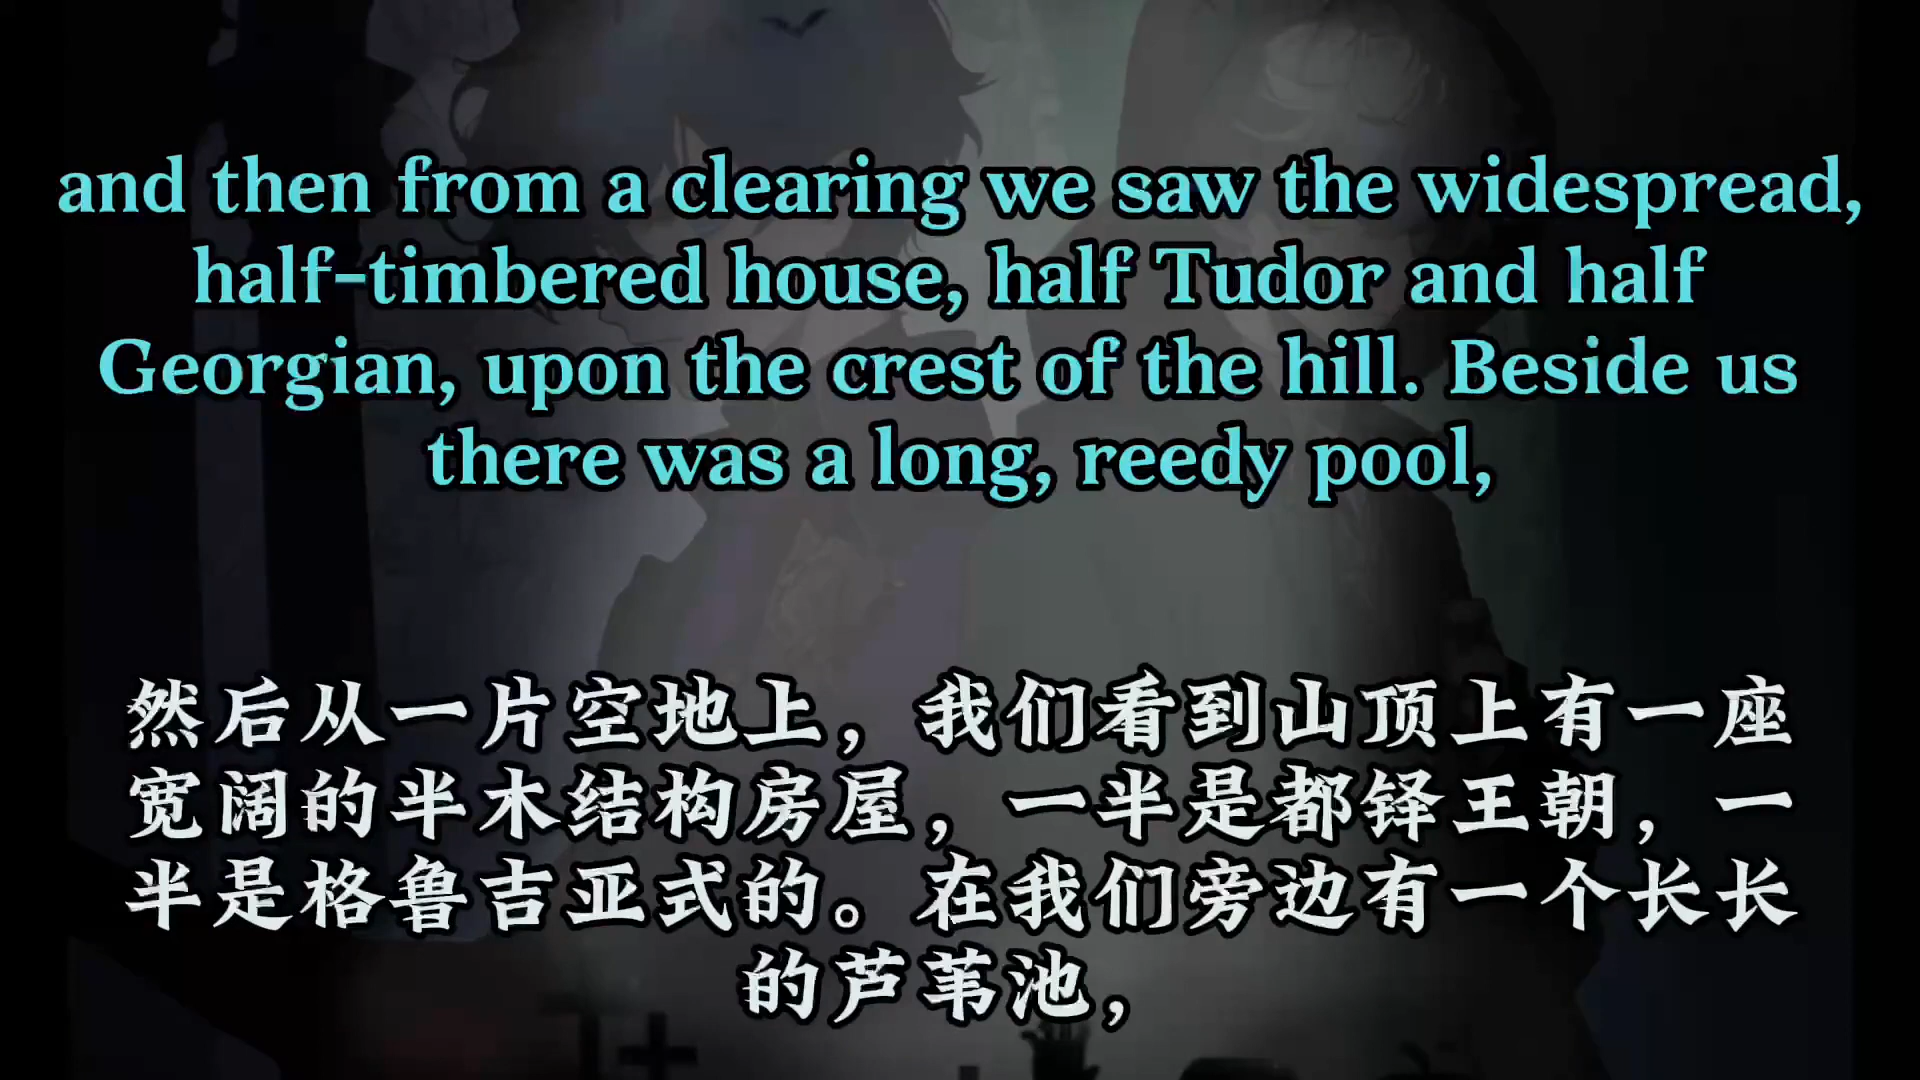 and then from a clearing we saw the widespread,
half-timbered house, half Tudor and half
Georgian, upon the crest of the hill. Beside us
there was a long, reedy pool,
然后从一片空地上，我们看到山顶上有一座
宽阔的半木结构房屋，一半是都铎王朝，一
半是格鲁吉亚式的。在我们旁边有一个长长
的芦苇池，